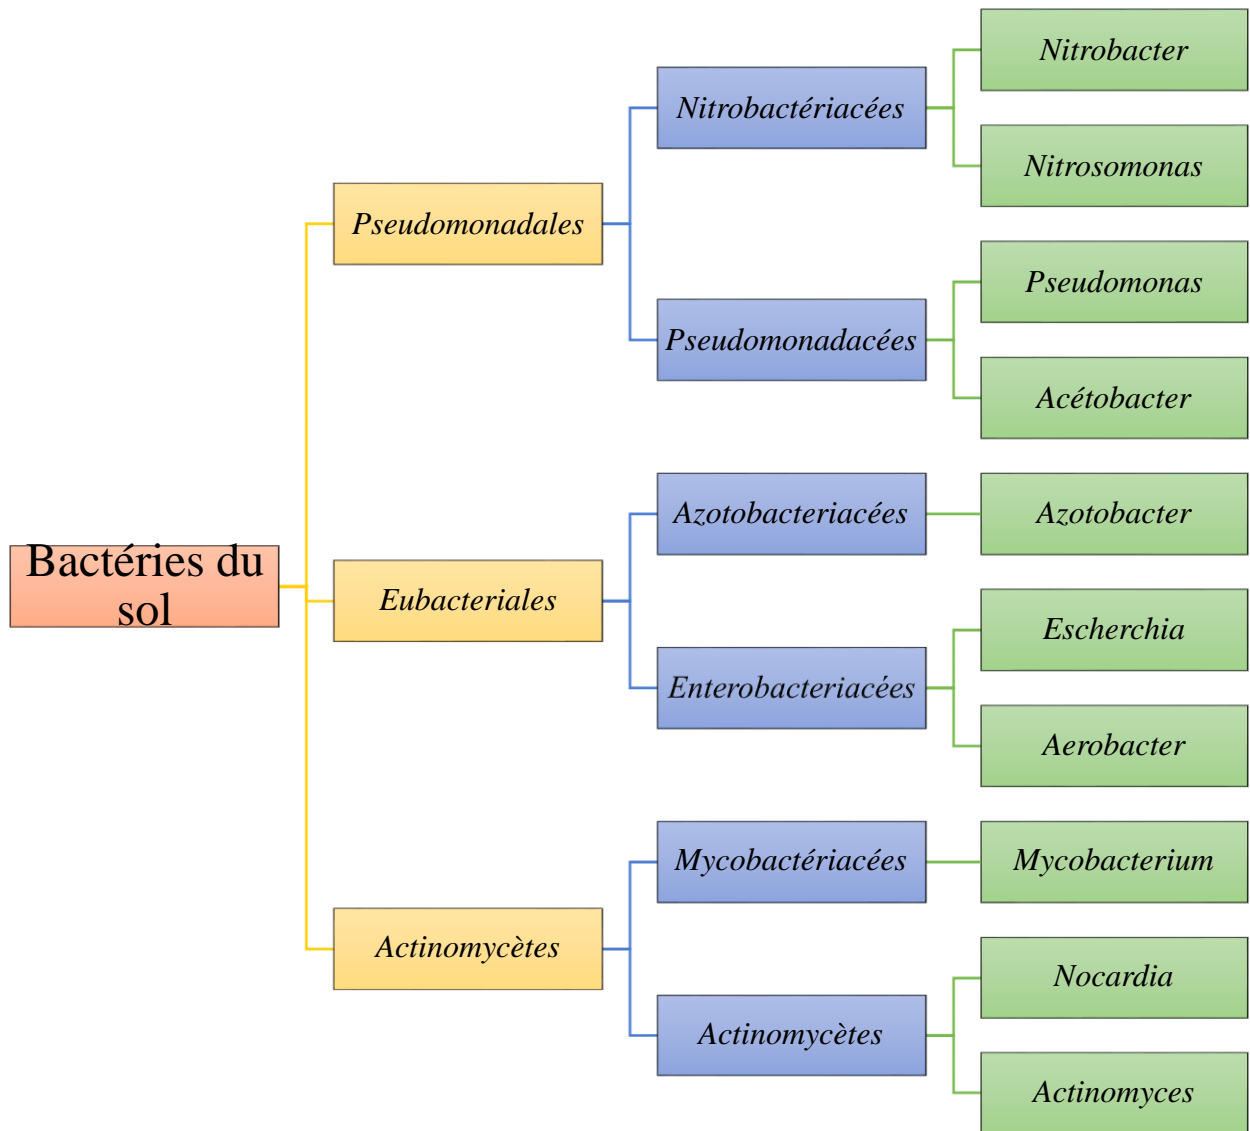 Bactéries du
sol
Pseudomonadales
Nitrobactériacées
Nitrobacter
Nitrosomonas
Pseudomonadacées
Pseudomonas
Acétobacter
Eubacteriales
Azotobacteriacées
Azotobacter
Enterobacteriacées
Escherchia
Aerobacter
Actinomycètes
Mycobactériacées
Mycobacterium
Actinomycètes
Nocardia
Actinomyces